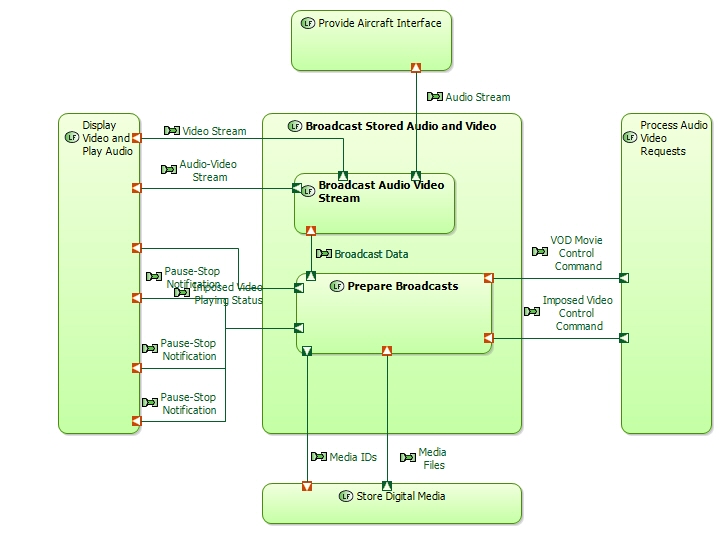 LF Provide Aircraft Interface
Audio Stream
Display
LF Video and
Play Audio
Video Stream
Audio-Video
Stream
LF Broadcast Stored Audio and Video
Process Audio
LF Video
Requests
LF Broadcast Audio Video
Stream
Broadcast Data
VOD Movie
Control
Command
Pause-Stop
Notification
Imposed Video
Playing Status
LF Prepare Broadcasts
Imposed Video
Control
Command
Pause-Stop
Notification
Pause-Stop
Notification
Media IDs
Media
Files
LF Store Digital Media